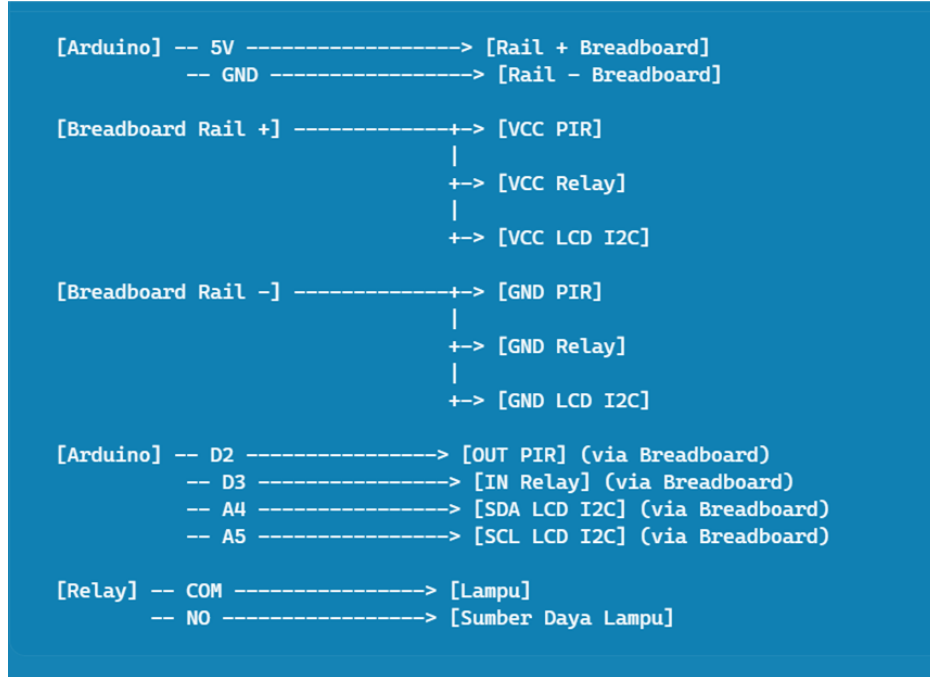 [Arduino] -- 5V ------------------> [Rail + Breadboard]
           -- GND -----------------> [Rail - Breadboard]
[Breadboard Rail +] -------------+-> [VCC PIR]
                                 |
                                 +-> [VCC Relay]
                                 |
                                 +-> [VCC LCD I2C]
[Breadboard Rail -] -------------+-> [GND PIR]
                                 |
                                 +-> [GND Relay]
                                 |
                                 +-> [GND LCD I2C]
[Arduino] -- D2 ----------------> [OUT PIR] (via Breadboard)
           -- D3 ----------------> [IN Relay] (via Breadboard)
           -- A4 ----------------> [SDA LCD I2C] (via Breadboard)
           -- A5 ----------------> [SCL LCD I2C] (via Breadboard)
[Relay] -- COM ----------------> [Lampu]
        -- NO -----------------> [Sumber Daya Lampu]